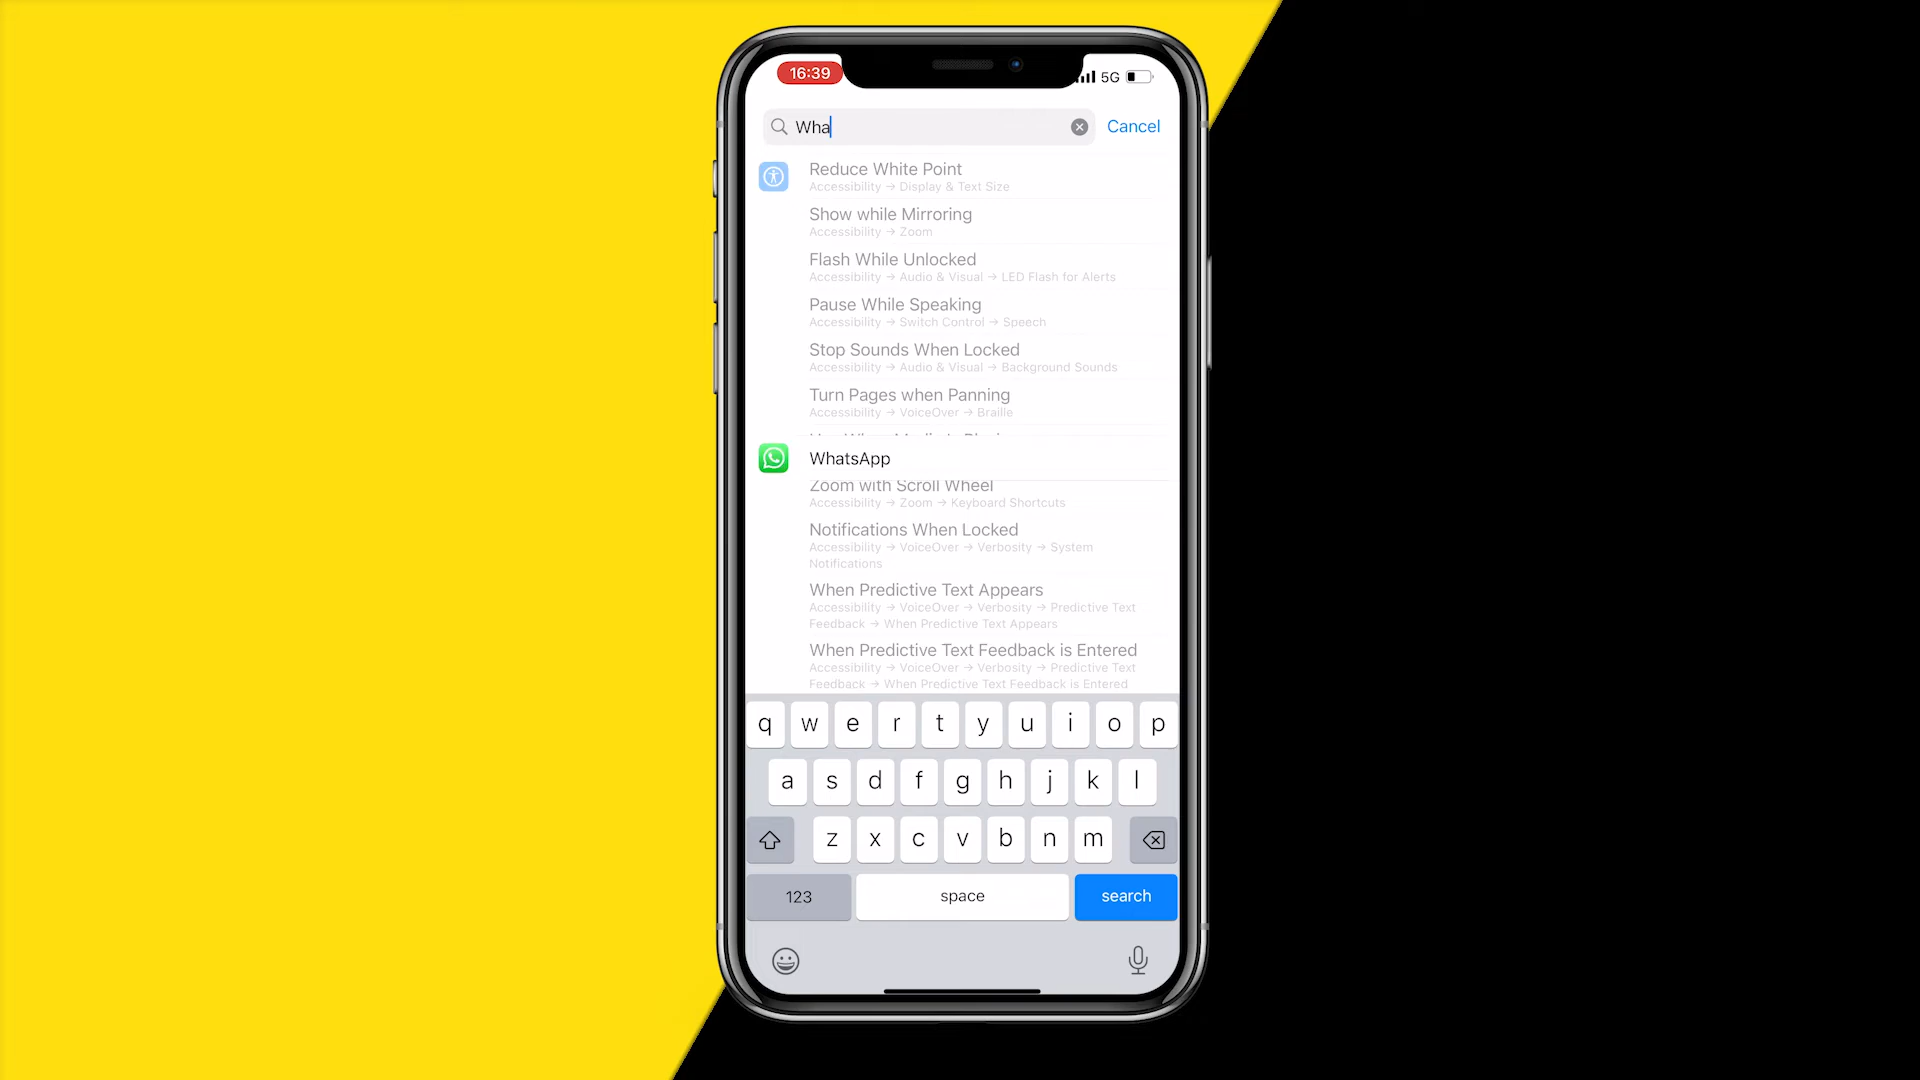 16:39
5G
Wha
Cancel
Reduce White Point
Accessibility → Display & Text Size
Show while Mirroring
Accessibility → Zoom
Flash While Unlocked
Accessibility → Audio & Visual → LED Flash for Alerts
Pause While Speaking
Accessibility → Switch Control → Speech
Stop Sounds When Locked
Accessibility → Audio & Visual → Background Sounds
Turn Pages when Panning
Accessibility → VoiceOver → Braille
WhatsApp
Zoom with Scroll Wheel
Accessibility → Zoom → Keyboard Shortcuts
Notifications When Locked
Accessibility → VoiceOver → Verbosity → System
Notifications
When Predictive Text Appears
Accessibility → VoiceOver → Verbosity → Predictive Text
Feedback → When Predictive Text Appears
When Predictive Text Feedback is Entered
Accessibility → VoiceOver → Verbosity → Predictive Text
Feedback → When Predictive Text Feedback is Entered
q w e r t y u i o p
a s d f g h j k l
z x c v b n m
123 space search